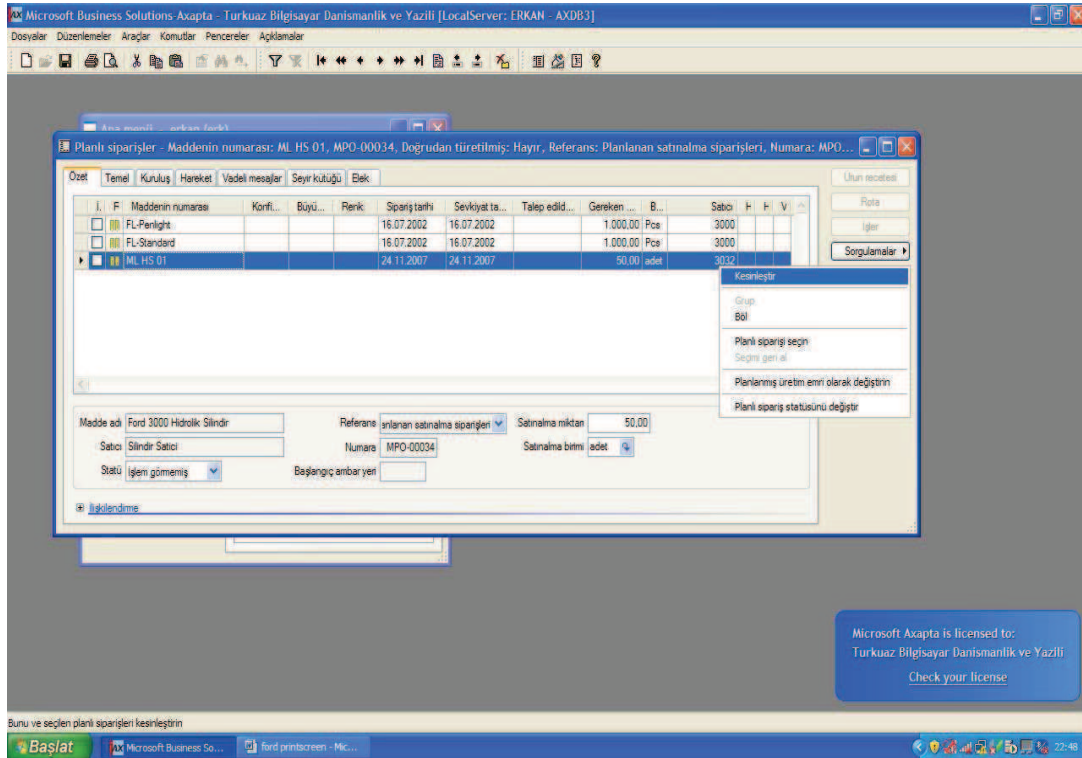 Microsoft Business Solutions-Axapta - Turkuaz Bilgisayar Danismanlik ve Yazili [LocalServer: ERKAN - AXDB3]
Dosyalar Düzenlemeler Araçlar Komutlar Pencereler Açıklamalar
Ana menü - erkan (erk)
Planlı siparişler - Maddenin numarası: ML HS 01, MPO-00034, Doğrudan türetilmiş: Hayır, Referans: Planlanan satınalma siparişleri, Numara: MPO...
Özet Temel Kuruluş Hareket Vadeli mesajlar Seyir kütüğü Elek
Ürün reçetesi
İ. F Maddenin numarası Konfi... Büyü... Renk Sipariş tarihi Sevkiyat ta... Talep edild... Gereken ... B... Satıcı H H V
Rota
FL-Penlight 16.07.2002 16.07.2002 1.000,00 Pcs 3000
İşler
FL-Standard 16.07.2002 16.07.2002 1.000,00 Pcs 3000
Sorgulamalar
ML HS 01 24.11.2007 24.11.2007 50,00 adet 3032
Kesinleştir
Grup
Böl
Planlı siparişi seçin
Seçimi geri al
Planlanmış üretim emri olarak değiştirin
Planlı sipariş statüsünü değiştir
Madde adı Ford 3000 Hidrolik Silindir Referans anlanan satınalma siparişleri Satınalma miktarı 50,00
Satıcı Silindir Satici Numara MPO-00034 Satınalma birimi adet
Statü İşlem görmemiş Başlangıç ambar yeri
İlişkilendirme
Microsoft Axapta is licensed to:
Turkuaz Bilgisayar Danismanlik ve Yazili
Check your license
Bunu ve seçilen planlı siparişleri kesinleştirin
Başlat Microsoft Business So... ford printscreen - Mic... 22:48